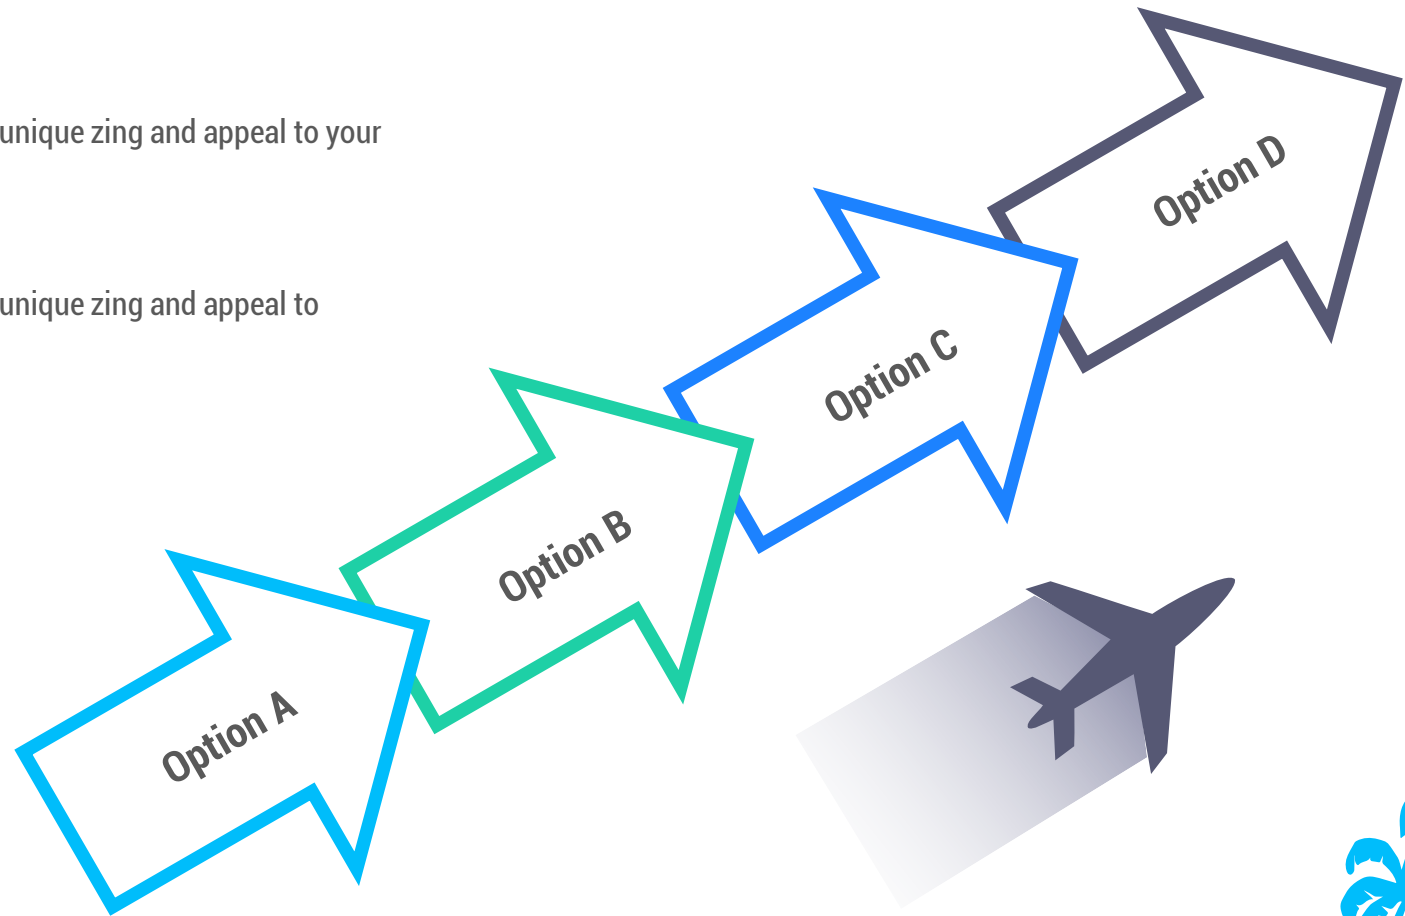 unique zing and appeal to your
unique zing and appeal to
Option A
Option B
Option C
Option D